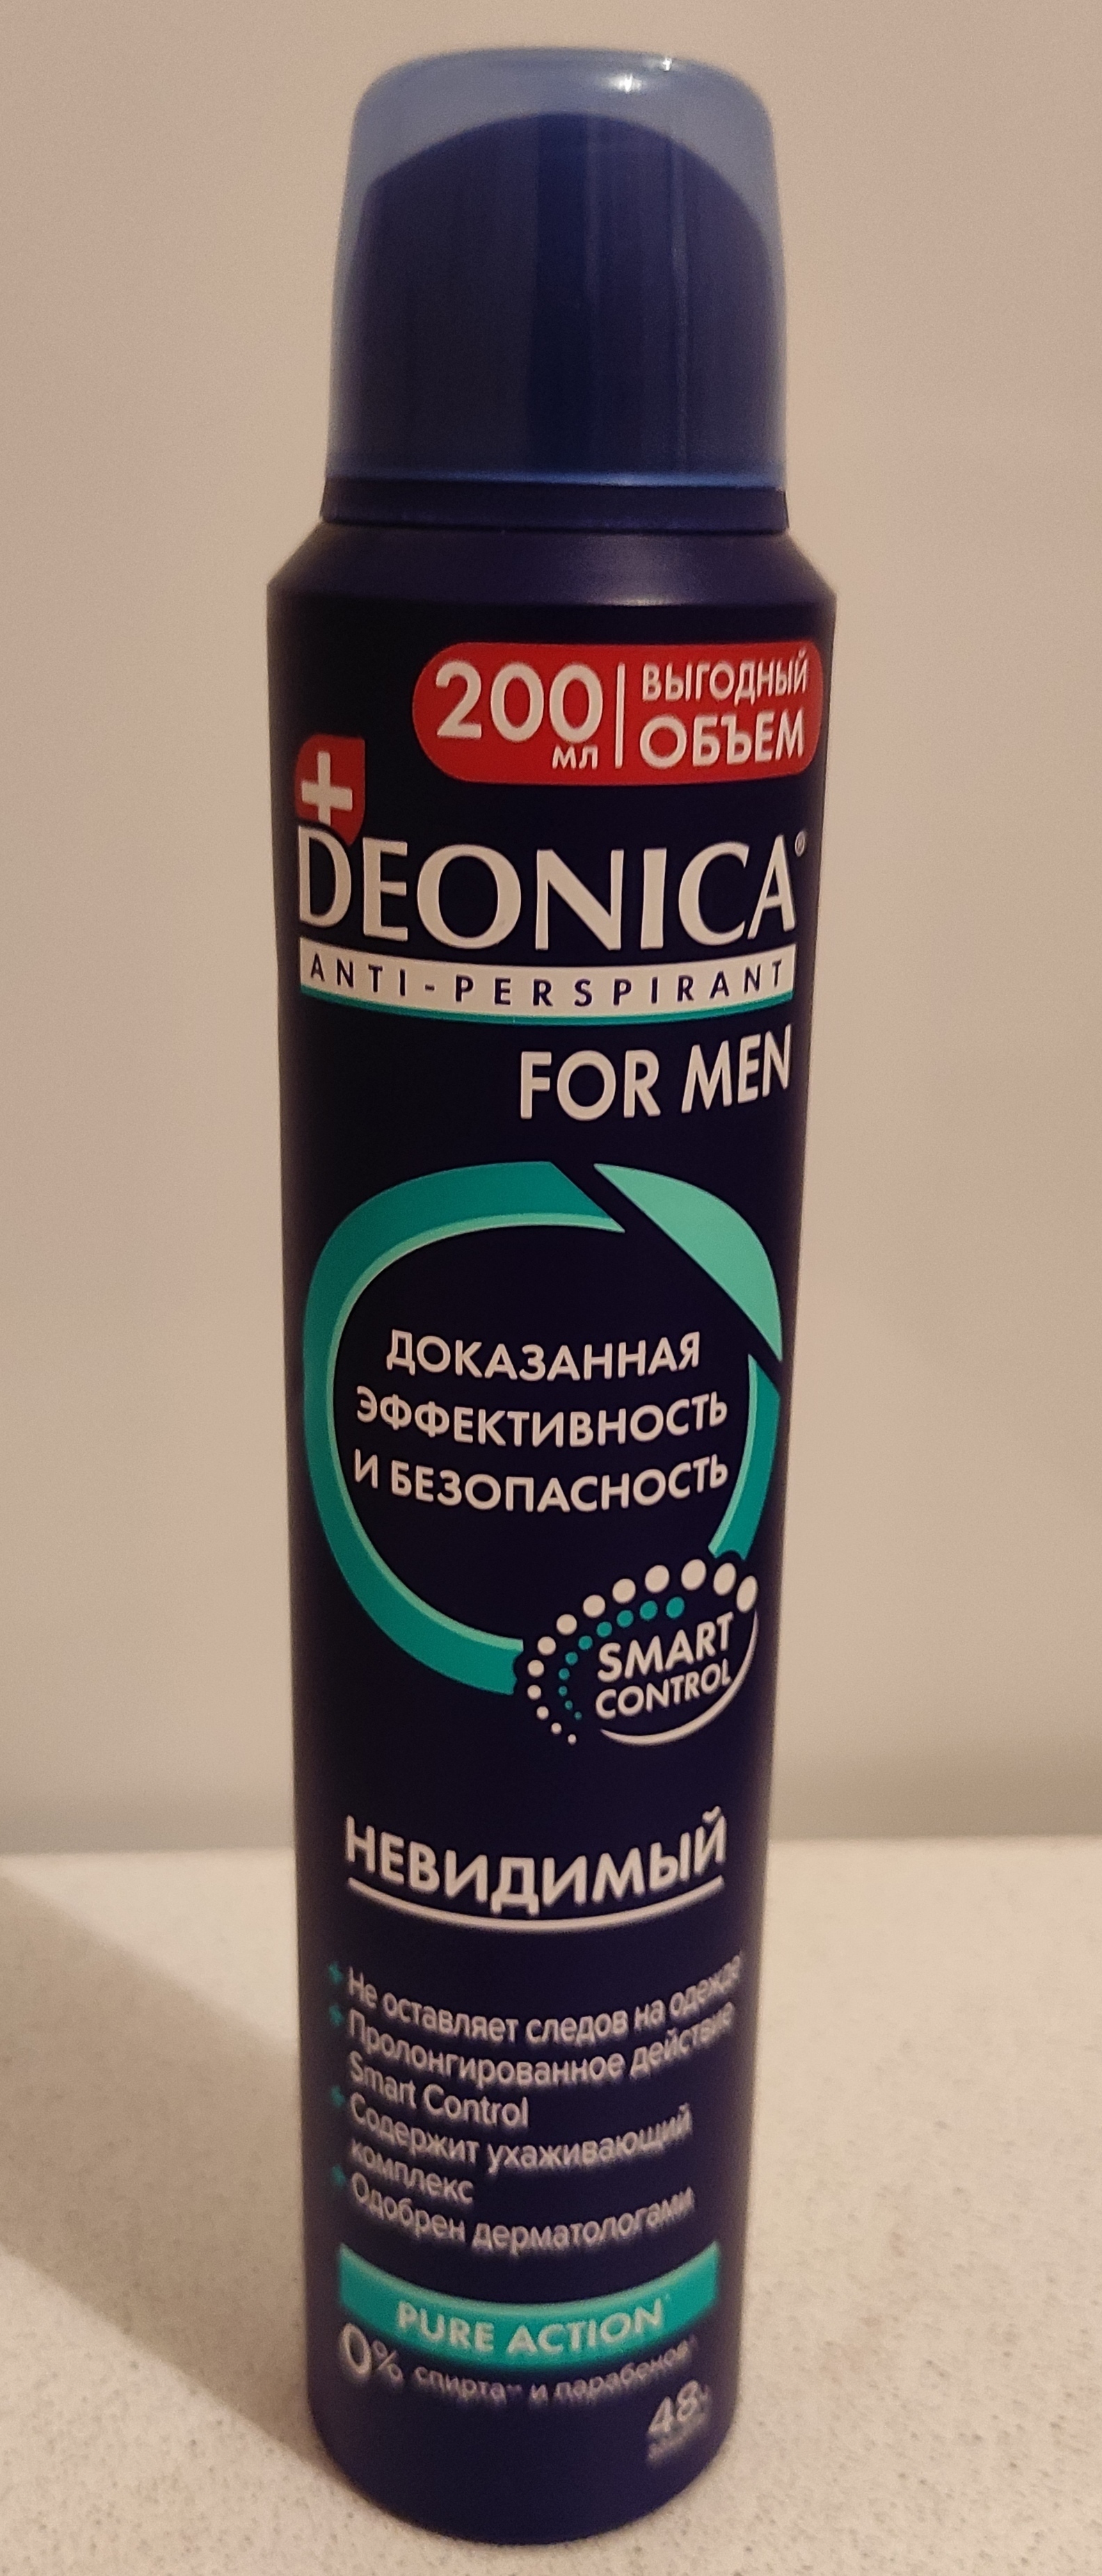 200 мл ВЫГОДНЫЙ
ОБЪЕМ
DEONICA®
ANTI-PERSPIRANT
FOR MEN
ДОКАЗАННАЯ
ЭФФЕКТИВНОСТЬ
И БЕЗОПАСНОСТЬ
SMART
CONTROL
НЕВИДИМЫЙ
Не оставляет следов на одежде
Пролонгированное действие
Smart Control
Содержит ухаживающий
комплекс
Одобрен дерматологами
PURE ACTION
0% спирта** и парабенов
48